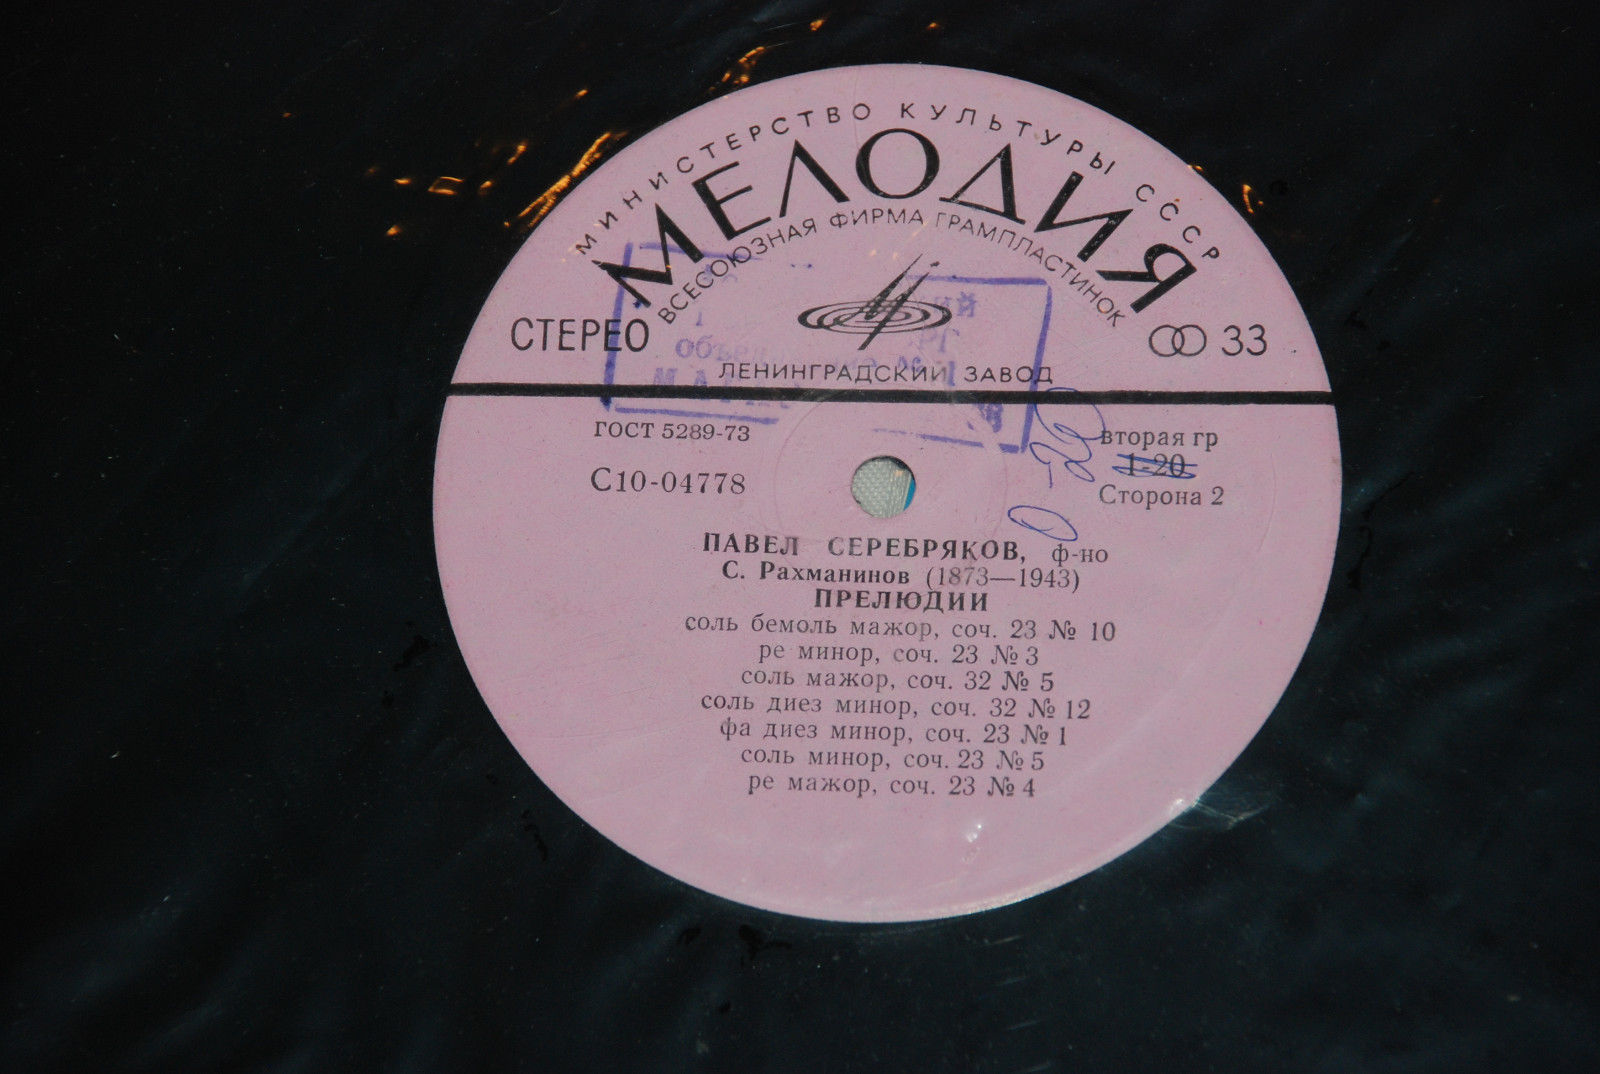 МИНИСТЕРСТВО КУЛЬТУРЫ СССР
МЕЛОДИЯ
ВСЕСОЮЗНАЯ ФИРМА ГРАМПЛАСТИНОК
СТЕРЕО
33
ЛЕНИНГРАДСКИЙ ЗАВОД
ГОСТ 5289-73
вторая гр
1-20
С10-04778
Сторона 2
ПАВЕЛ СЕРЕБРЯКОВ, ф-но
С. Рахманинов (1873—1943)
ПРЕЛЮДИИ
соль бемоль мажор, соч. 23 № 10
ре минор, соч. 23 № 3
соль мажор, соч. 32 № 5
соль диез минор, соч. 32 № 12
фа диез минор, соч. 23 № 1
соль минор, соч. 23 № 5
ре мажор, соч. 23 № 4